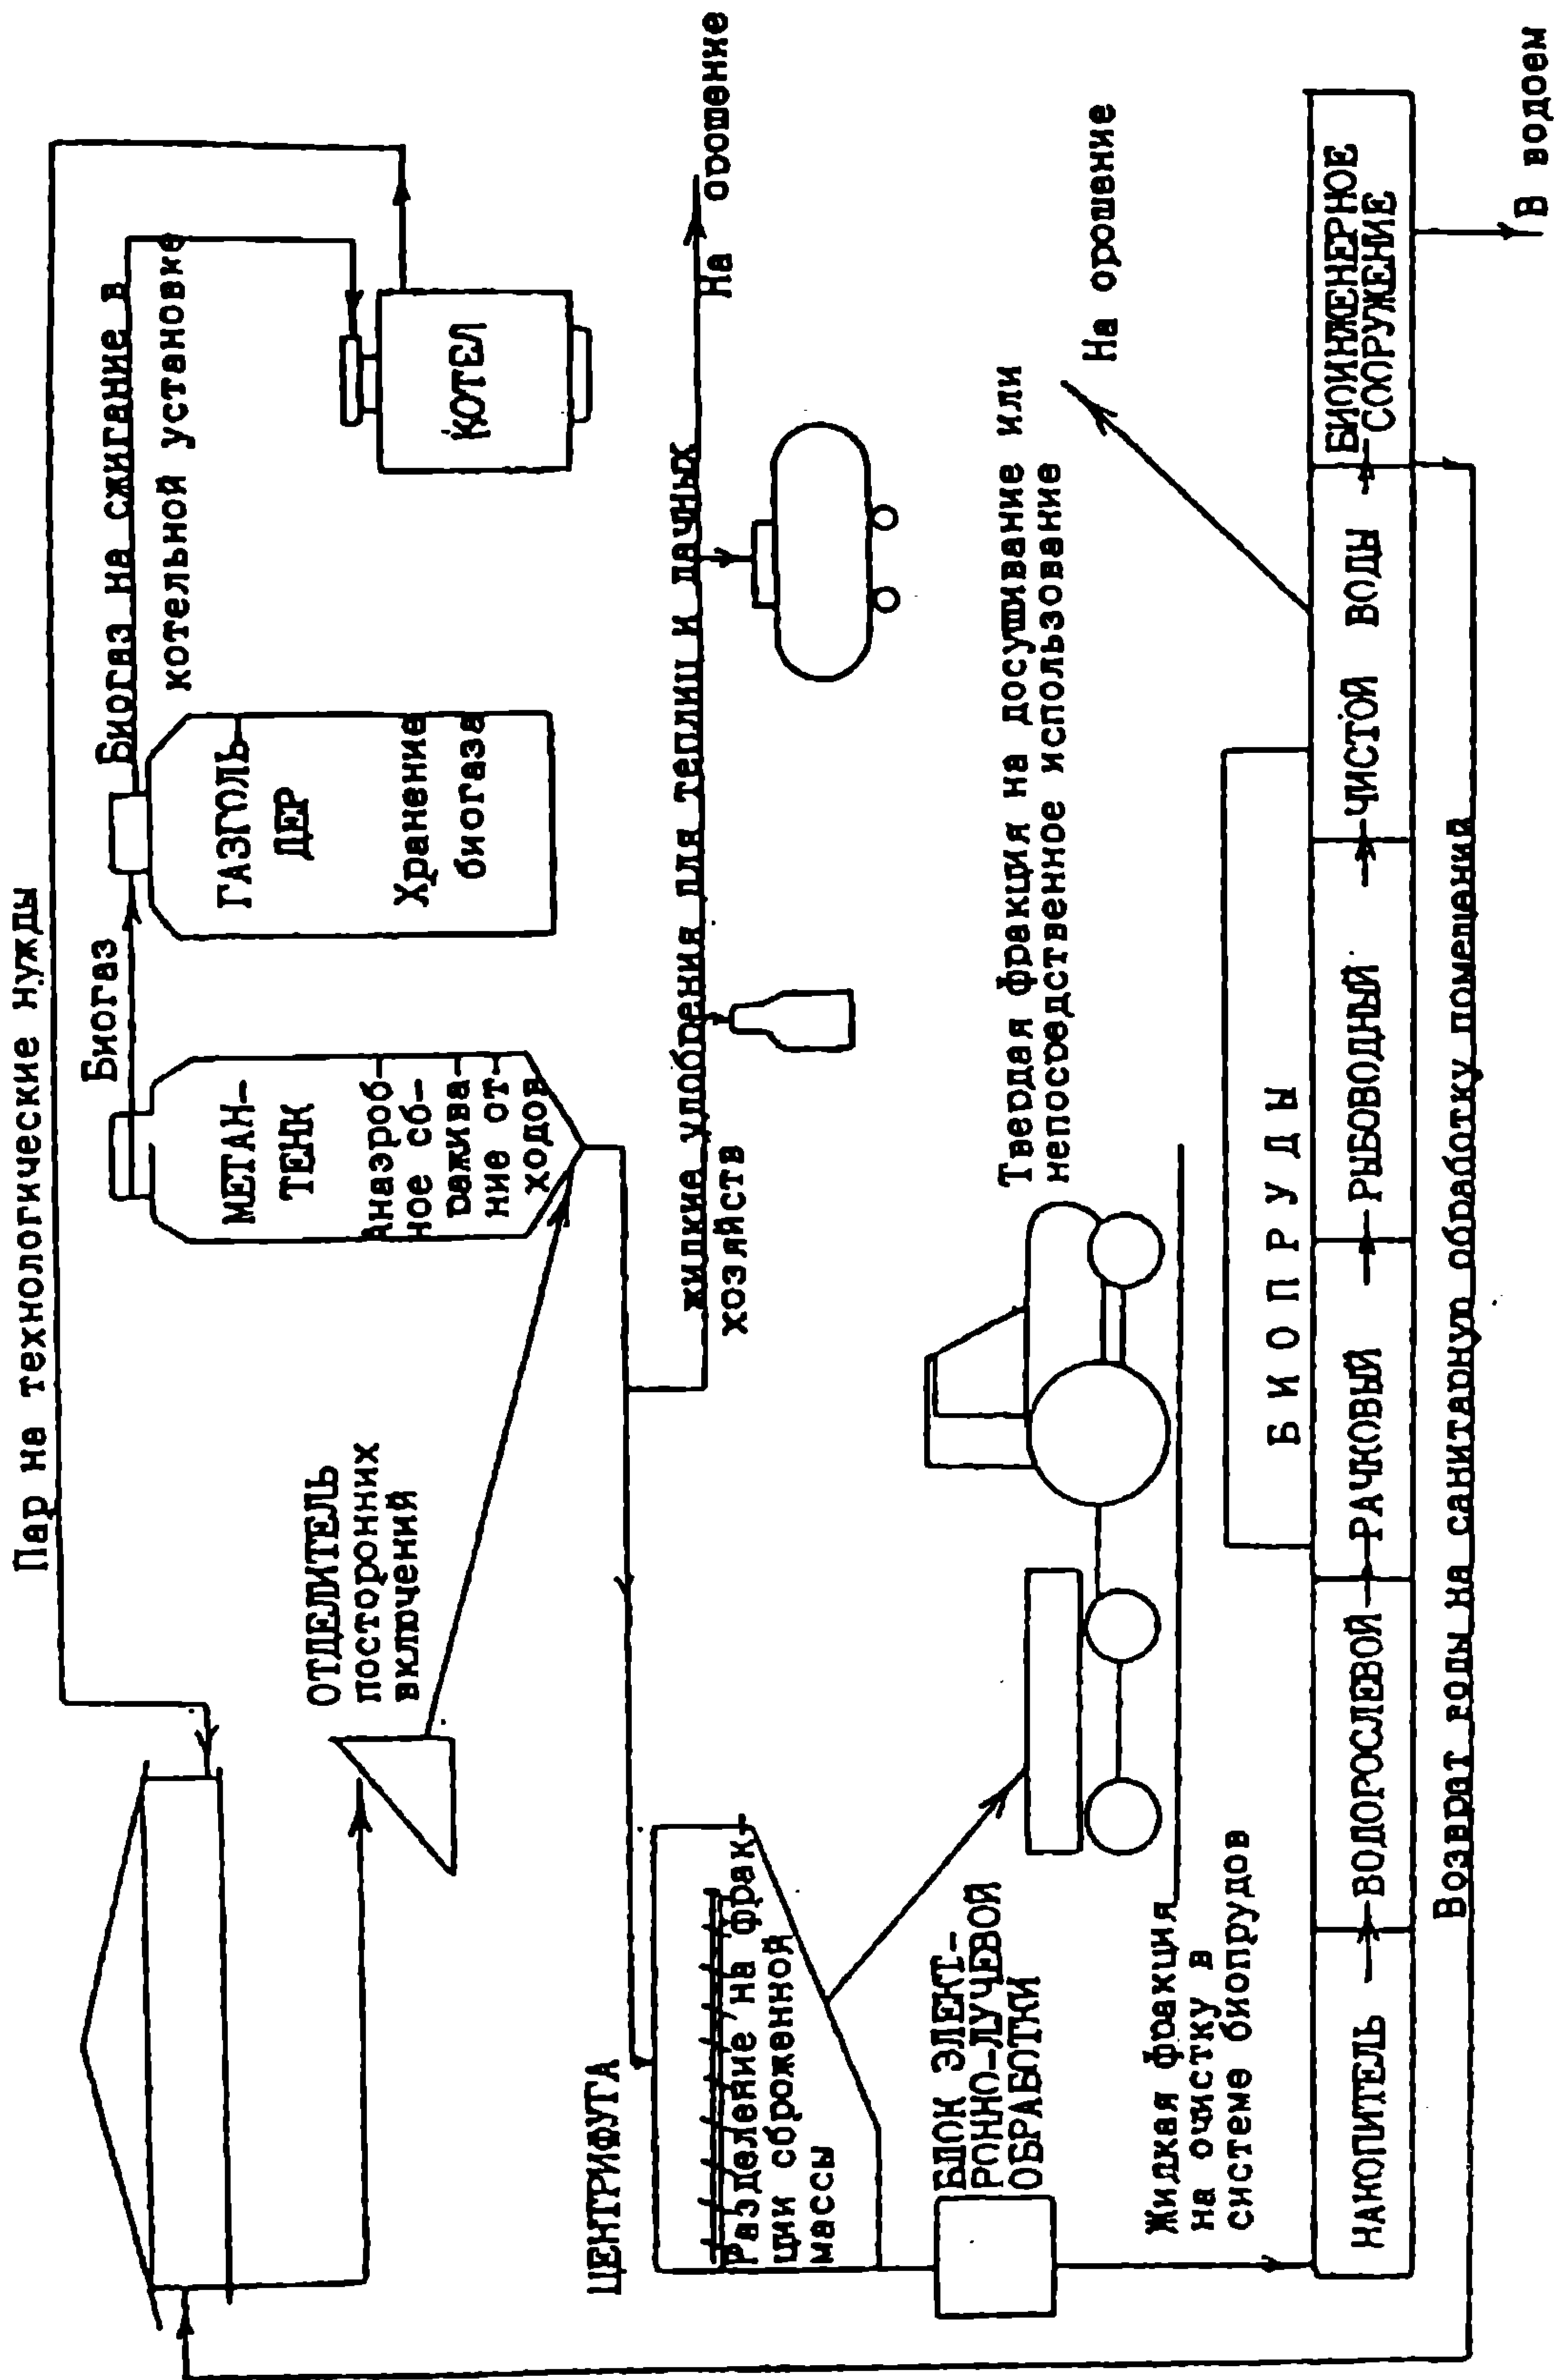 Пар на технологические нужды
Биогаз
Биогаз на сжигание в
котельной установке
МЕТАН-
ТЕНК
Анаэроб-
ное сб-
ражива-
ние от-
ходов
ГАЗГОЛЬ
ДЕР
Хранение
биогаза
КОТЕЛ
ОТДЕЛИТЕЛЬ
посторонних
включений
жидкие удобрения для теплиц и дачных
хозяйств
На орошение
ЦЕНТРИФУГА
Разделение на фрак-
ции сброженной
массы
БЛОК ЭЛЕКТ-
РОННО-ЛУЧЕВОЙ
ОБРАБОТКИ
Твердая фракция на досушивание или
непосредственное использование
На орошение
Жидкая фракция
на очистку в
системе биопрудов
БИОПРУДЫ
НАКОПИТЕЛЬ
ВОДОРОСЛЕВОЙ
РАЧКОВЫЙ
РЫБОВОДНЫЙ
ЧИСТОЙ ВОДЫ
БИОИНЖЕНЕРНОЕ
СООРУЖЕНИЕ
Возврат воды на санитарную обработку помещений
В водоем